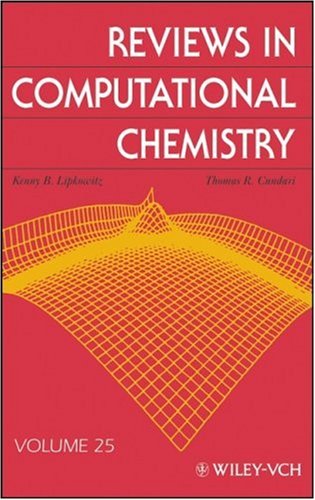 REVIEWS IN
COMPUTATIONAL
CHEMISTRY
Kenny B. Lipkowitz Thomas R. Cundari
VOLUME 25
WILEY-VCH